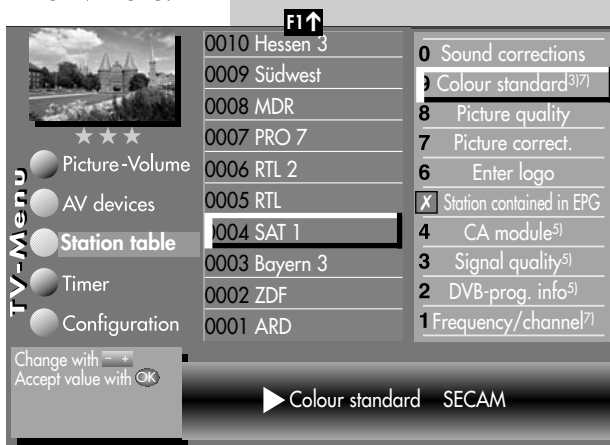 F1↑
TV-Menu
Picture-Volume
AV devices
Station table
Timer
Configuration
0010 Hessen 3
0009 Südwest
0008 MDR
0007 PRO 7
0006 RTL 2
0005 RTL
0004 SAT 1
0003 Bayern 3
0002 ZDF
0001 ARD
0 Sound corrections
9 Colour standard3)7)
8 Picture quality
7 Picture correct.
6 Enter logo
✗ Station contained in EPG
4 CA module5)
3 Signal quality5)
2 DVB-prog. info5)
1 Frequency/channel7)
Change with - +
Accept value with OK
Colour standard SECAM